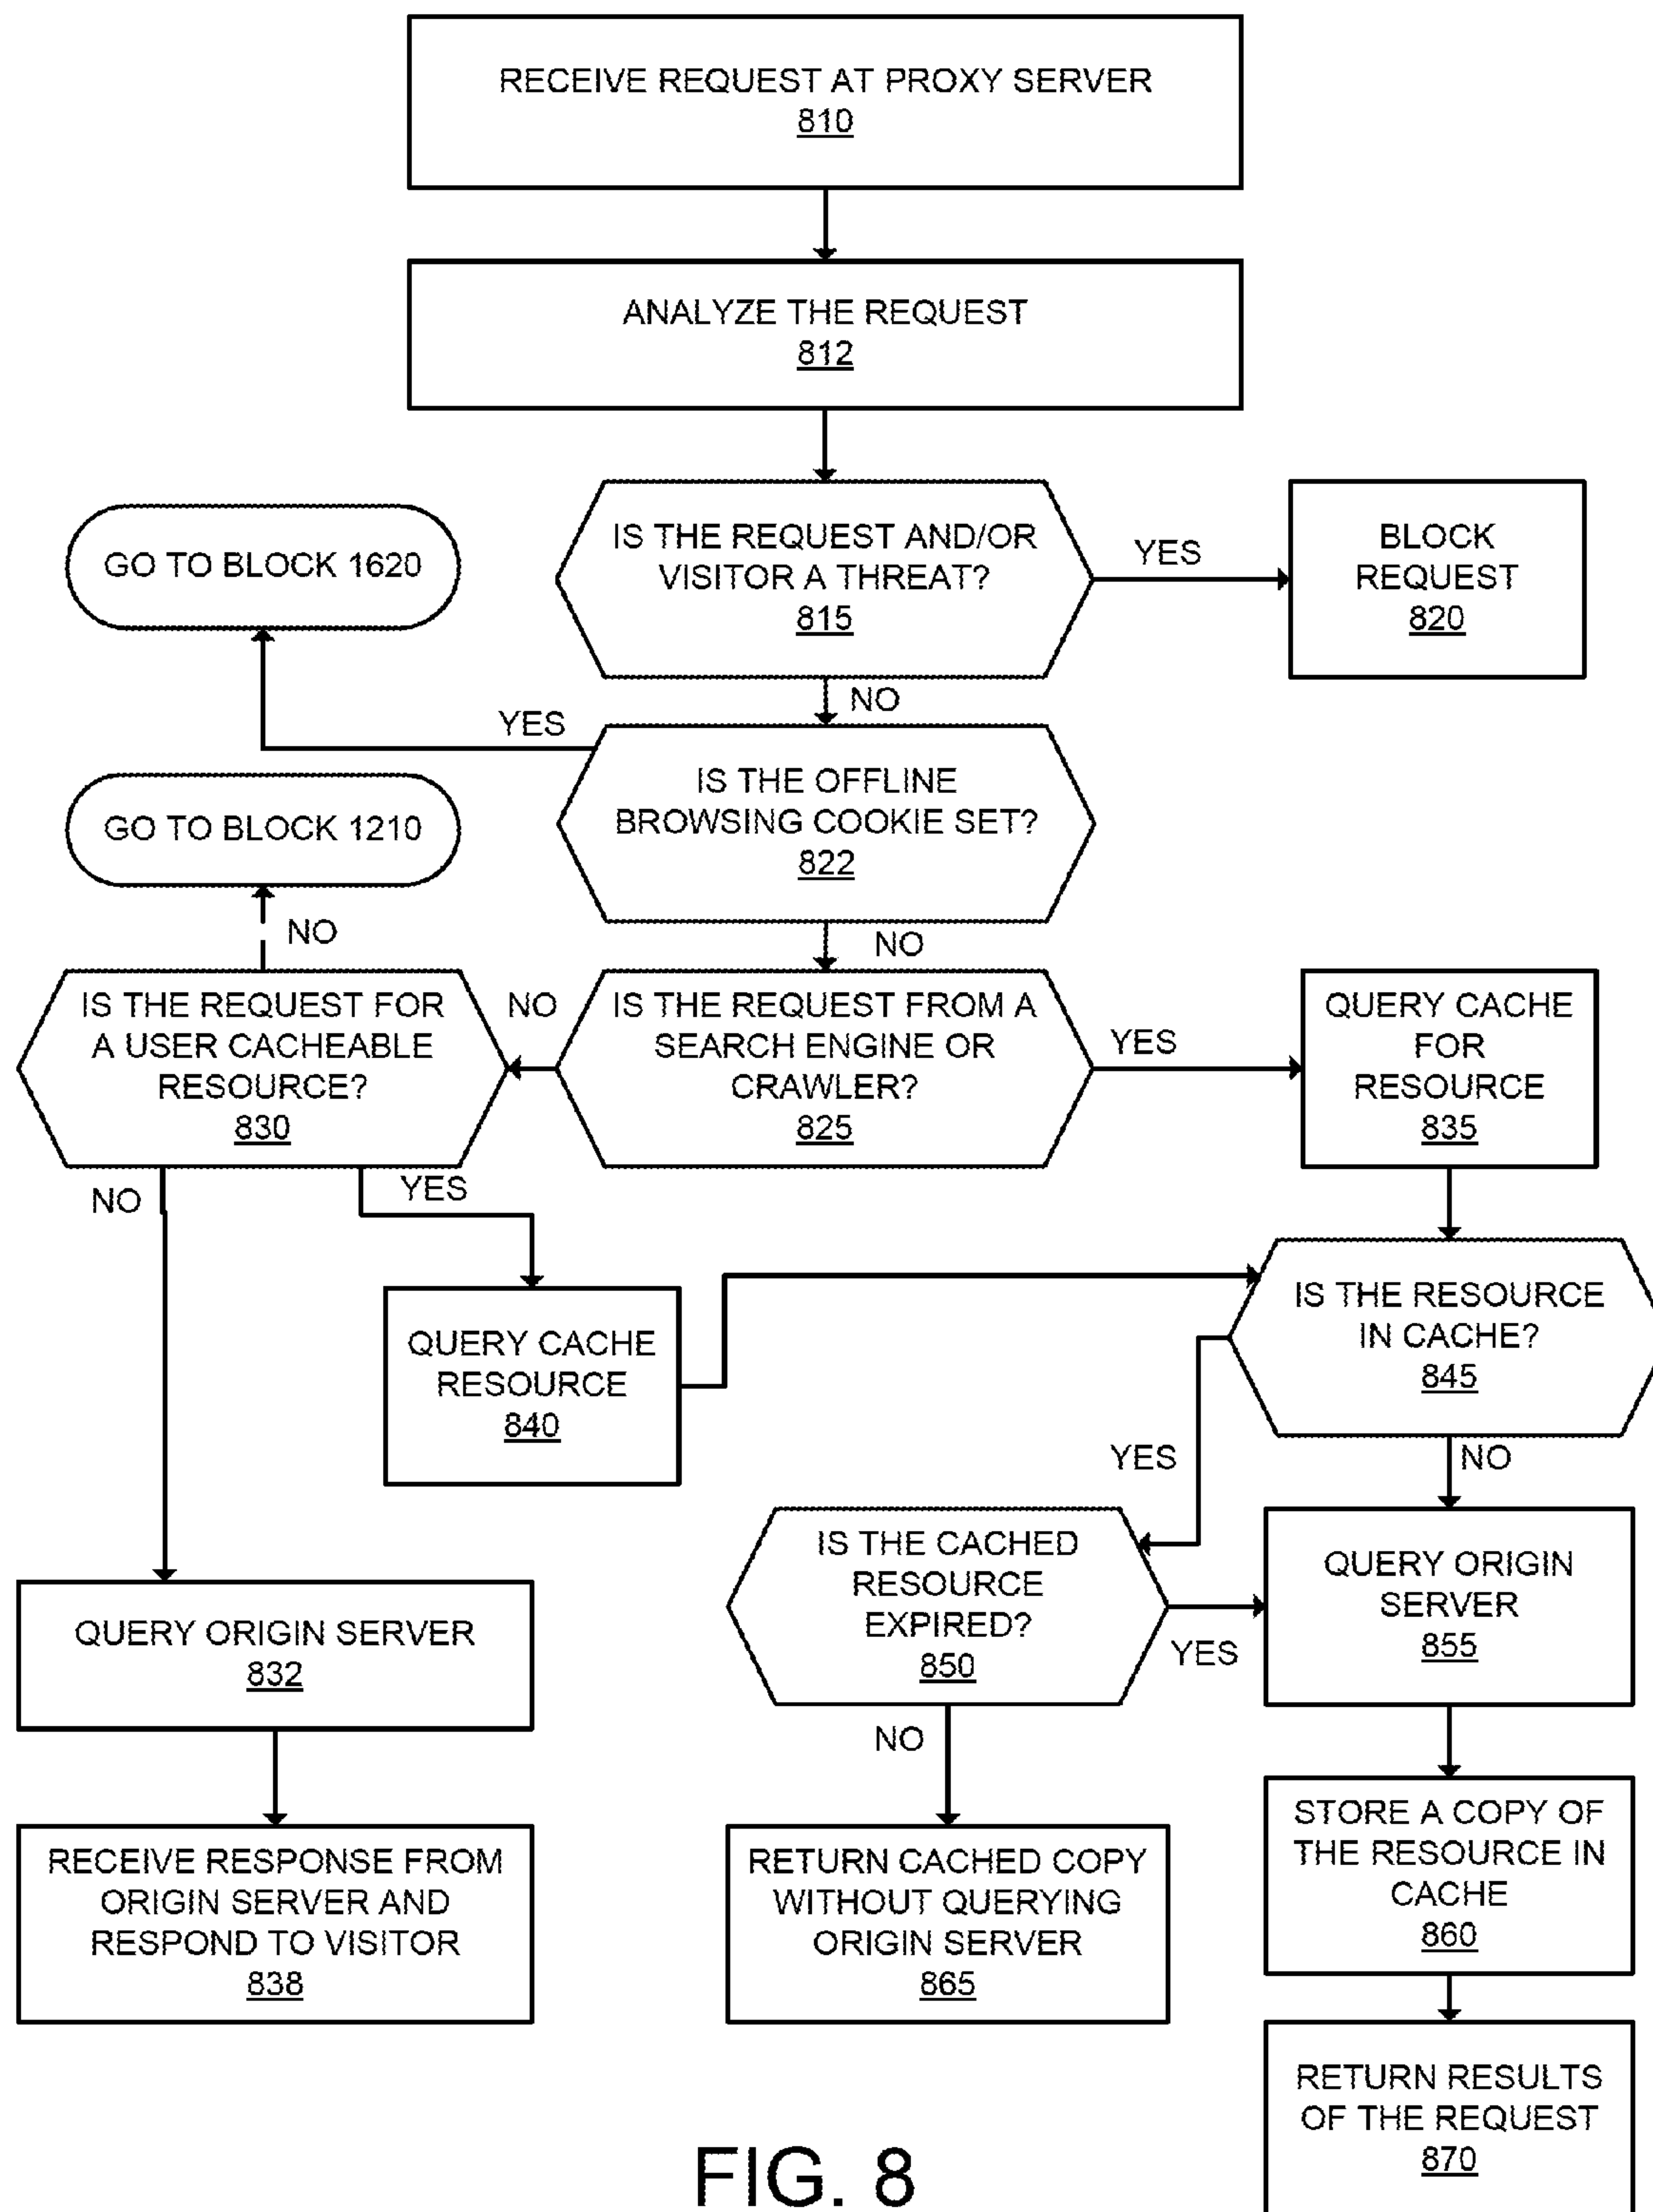 RECEIVE REQUEST AT PROXY SERVER
810
ANALYZE THE REQUEST
812
IS THE REQUEST AND/OR
VISITOR A THREAT?
815
YES
BLOCK
REQUEST
820
GO TO BLOCK 1620
NO
YES
IS THE OFFLINE
BROWSING COOKIE SET?
822
GO TO BLOCK 1210
NO
NO
IS THE REQUEST FOR
A USER CACHEABLE
RESOURCE?
830
NO
IS THE REQUEST FROM A
SEARCH ENGINE OR
CRAWLER?
825
YES
QUERY CACHE
FOR
RESOURCE
835
NO
YES
QUERY CACHE
RESOURCE
840
IS THE RESOURCE
IN CACHE?
845
YES
NO
IS THE CACHED
RESOURCE
EXPIRED?
850
YES
QUERY ORIGIN
SERVER
855
QUERY ORIGIN SERVER
832
NO
RECEIVE RESPONSE FROM
ORIGIN SERVER AND
RESPOND TO VISITOR
838
RETURN CACHED COPY
WITHOUT QUERYING
ORIGIN SERVER
865
STORE A COPY OF
THE RESOURCE IN
CACHE
860
RETURN RESULTS
OF THE REQUEST
870
FIG. 8